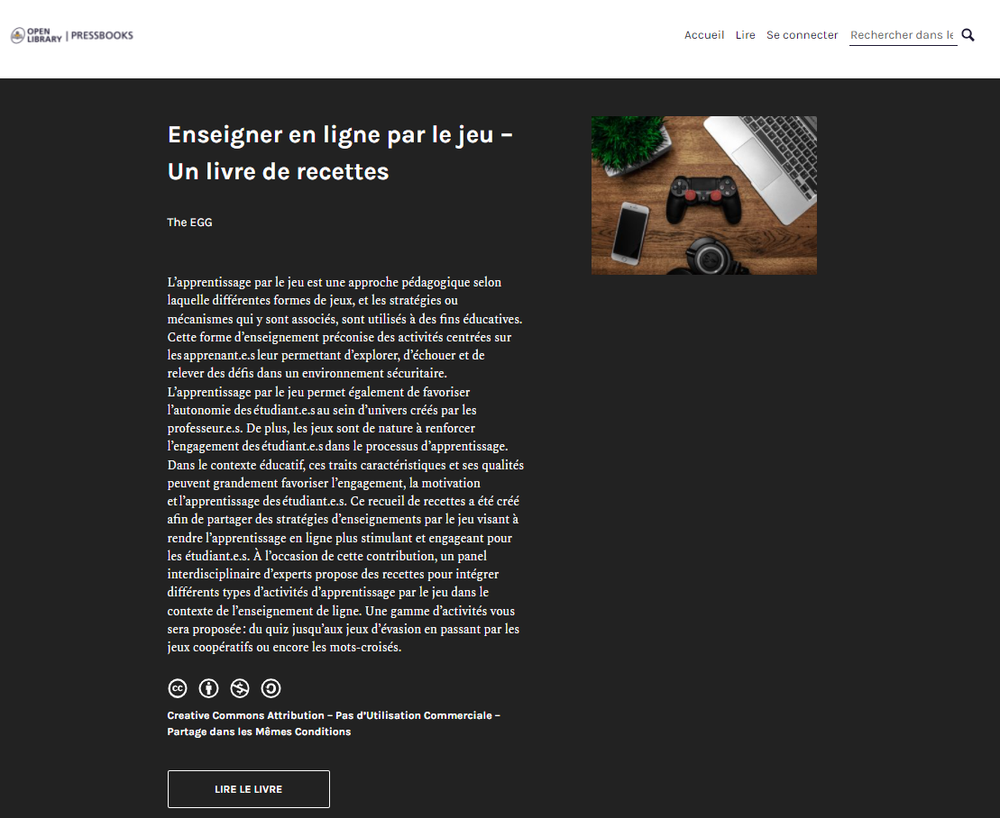 OPEN LIBRARY | PRESSBOOKS
Accueil Lire Se connecter Rechercher dans le
Enseigner en ligne par le jeu –
Un livre de recettes
The EGG
L’apprentissage par le jeu est une approche pédagogique selon
laquelle différentes formes de jeux, et les stratégies ou
mécanismes qui y sont associés, sont utilisés à des fins éducatives.
Cette forme d’enseignement préconise des activités centrées sur
les apprenant.e.s leur permettant d’explorer, d’échouer et de
relever des défis dans un environnement sécuritaire.
L’apprentissage par le jeu permet également de favoriser
l’autonomie des étudiant.e.s au sein d’univers créés par les
professeur.e.s. De plus, les jeux sont de nature à renforcer
l’engagement des étudiant.e.s dans le processus d’apprentissage.
Dans le contexte éducatif, ces traits caractéristiques et ses qualités
peuvent grandement favoriser l’engagement, la motivation
et l’apprentissage des étudiant.e.s. Ce recueil de recettes a été créé
afin de partager des stratégies d’enseignements par le jeu visant à
rendre l’apprentissage en ligne plus stimulant et engageant pour
les étudiant.e.s. À l’occasion de cette contribution, un panel
interdisciplinaire d’experts propose des recettes pour intégrer
différents types d’activités d’apprentissage par le jeu dans le
contexte de l’enseignement de ligne. Une gamme d’activités vous
sera proposée : du quiz jusqu’aux jeux d’évasion en passant par les
jeux coopératifs ou encore les mots-croisés.
Creative Commons Attribution – Pas d’Utilisation Commerciale –
Partage dans les Mêmes Conditions
LIRE LE LIVRE